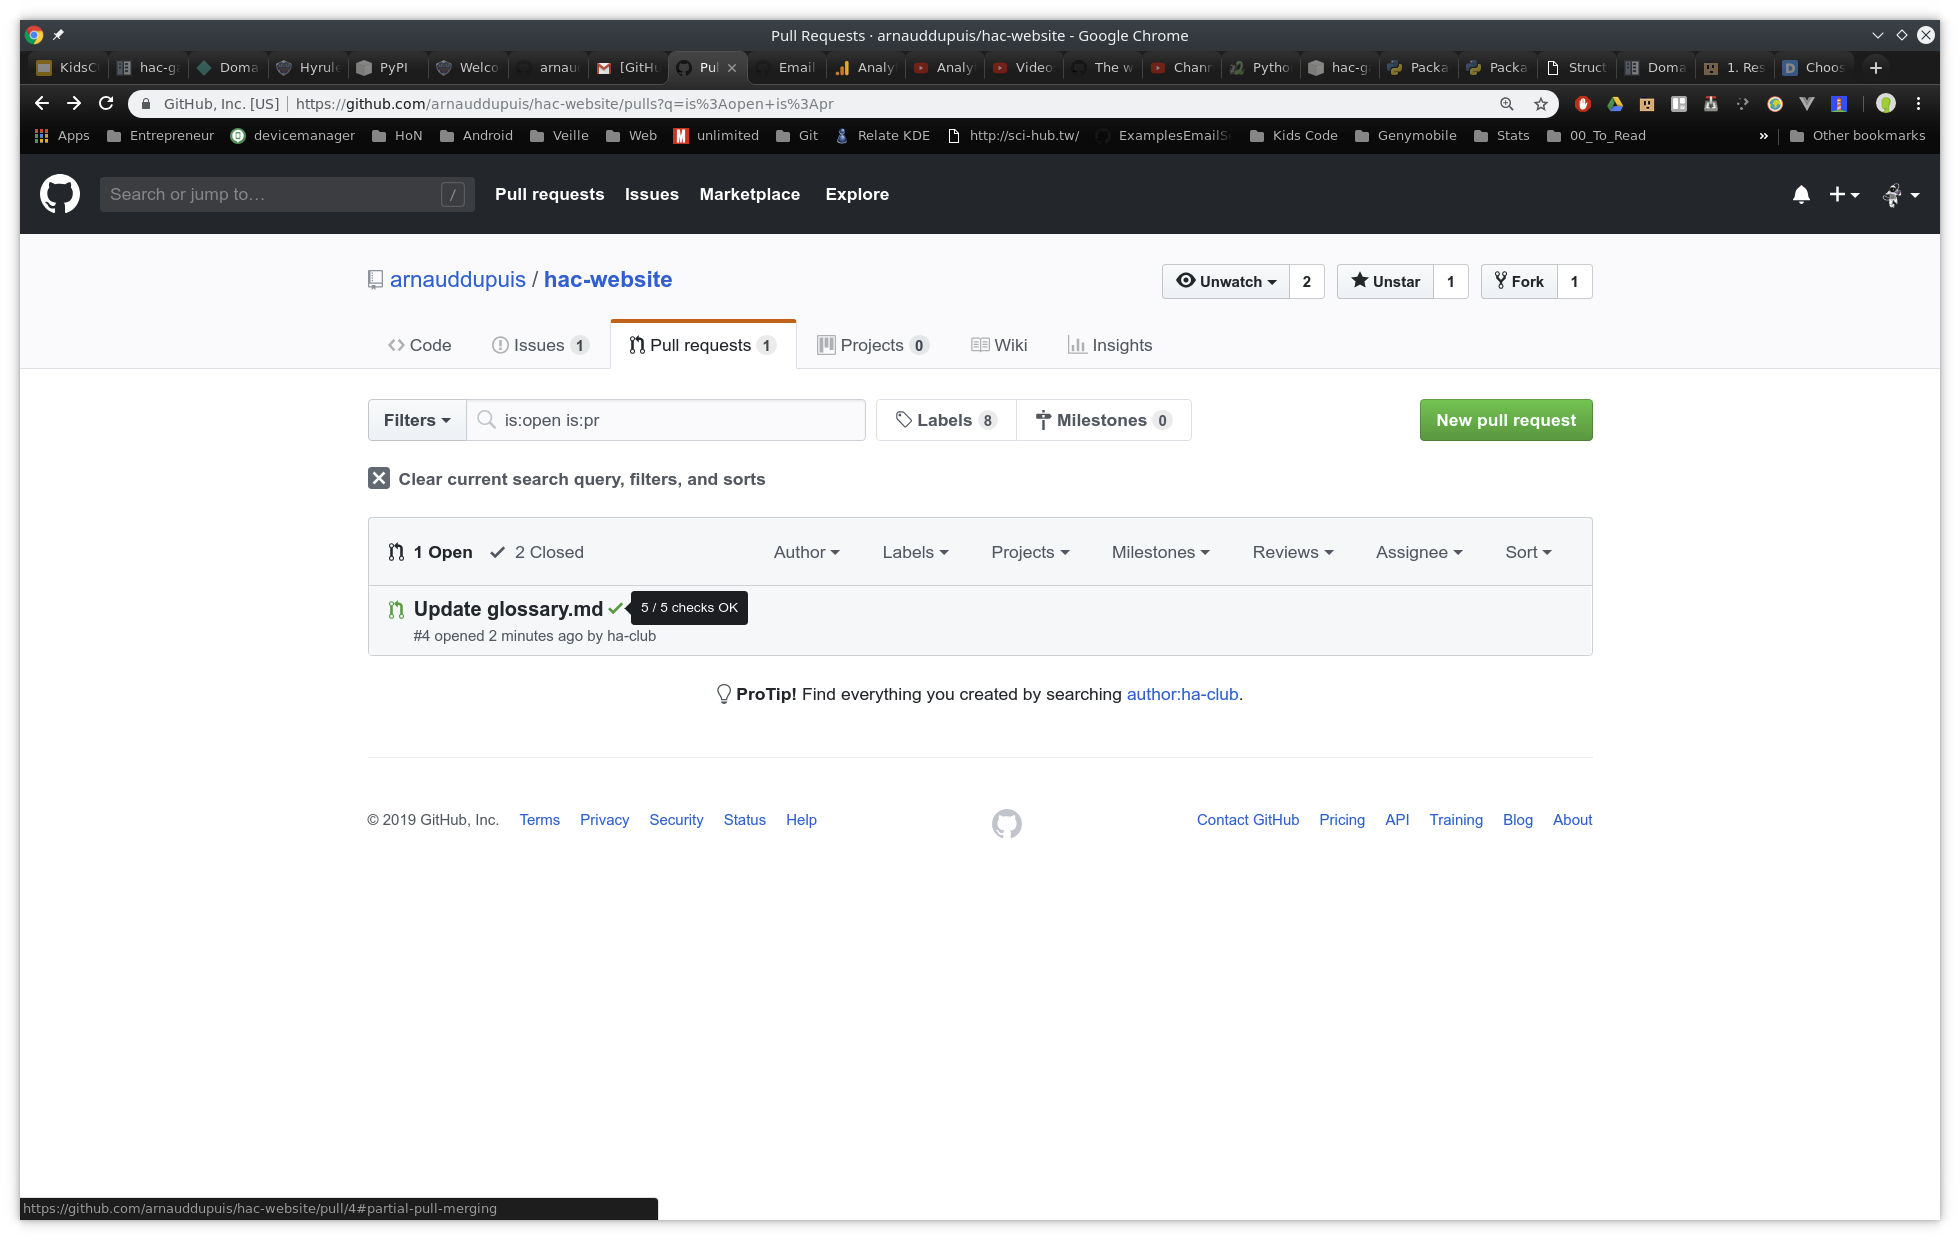 Pull Requests · arnauddupuis/hac-website - Google Chrome
KidsC hac-g Doma Hyrule PyPI Welco arnau [GitHu Pul Email Analy Analy Video The w Chann Pytho hac-g Packa Packa Struct Doma 1. Res Choos
GitHub, Inc. [US] https://github.com/arnauddupuis/hac-website/pulls?q=is%3Aopen+is%3Apr
Apps Entrepreneur devicemanager HoN Android Veille Web unlimited Git Relate KDE http://sci-hub.tw/ ExamplesEmailS Kids Code Genymobile Stats 00_To_Read » Other bookmarks
Search or jump to… / Pull requests Issues Marketplace Explore
arnauddupuis / hac-website Unwatch 2 Unstar 1 Fork 1
Code Issues 1 Pull requests 1 Projects 0 Wiki Insights
Filters is:open is:pr Labels 8 Milestones 0 New pull request
Clear current search query, filters, and sorts
1 Open 2 Closed Author Labels Projects Milestones Reviews Assignee Sort
Update glossary.md 5 / 5 checks OK
#4 opened 2 minutes ago by ha-club
ProTip! Find everything you created by searching author:ha-club.
© 2019 GitHub, Inc. Terms Privacy Security Status Help Contact GitHub Pricing API Training Blog About
https://github.com/arnauddupuis/hac-website/pull/4#partial-pull-merging